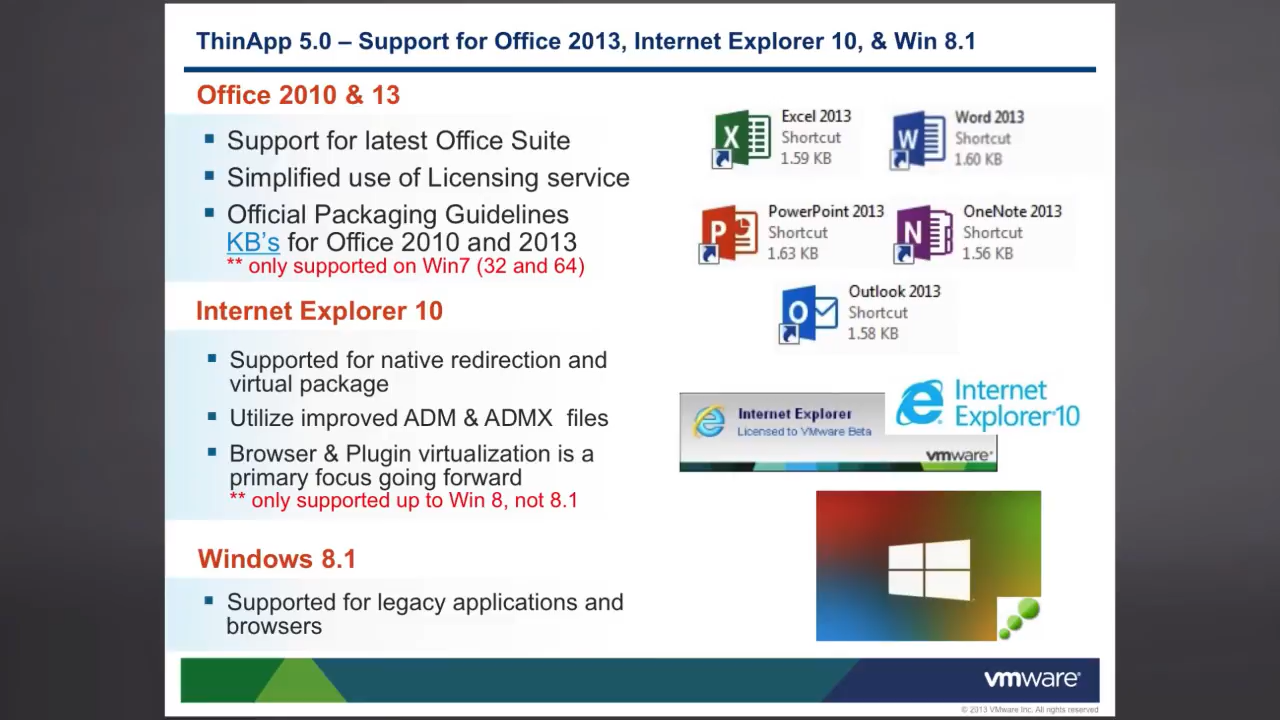 ThinApp 5.0 – Support for Office 2013, Internet Explorer 10, & Win 8.1
Office 2010 & 13
Support for latest Office Suite
Simplified use of Licensing service
Official Packaging Guidelines
KB's for Office 2010 and 2013
** only supported on Win7 (32 and 64)
Internet Explorer 10
Supported for native redirection and
virtual package
Utilize improved ADM & ADMX files
Browser & Plugin virtualization is a
primary focus going forward
** only supported up to Win 8, not 8.1
Windows 8.1
Supported for legacy applications and
browsers
Excel 2013
Shortcut
1.59 KB
Word 2013
Shortcut
1.60 KB
PowerPoint 2013
Shortcut
1.63 KB
OneNote 2013
Shortcut
1.56 KB
Outlook 2013
Shortcut
1.58 KB
Internet Explorer
Licensed to VMware Beta
vmware®
Internet
Explorer®10
vmware®
© 2013 VMware Inc. All rights reserved